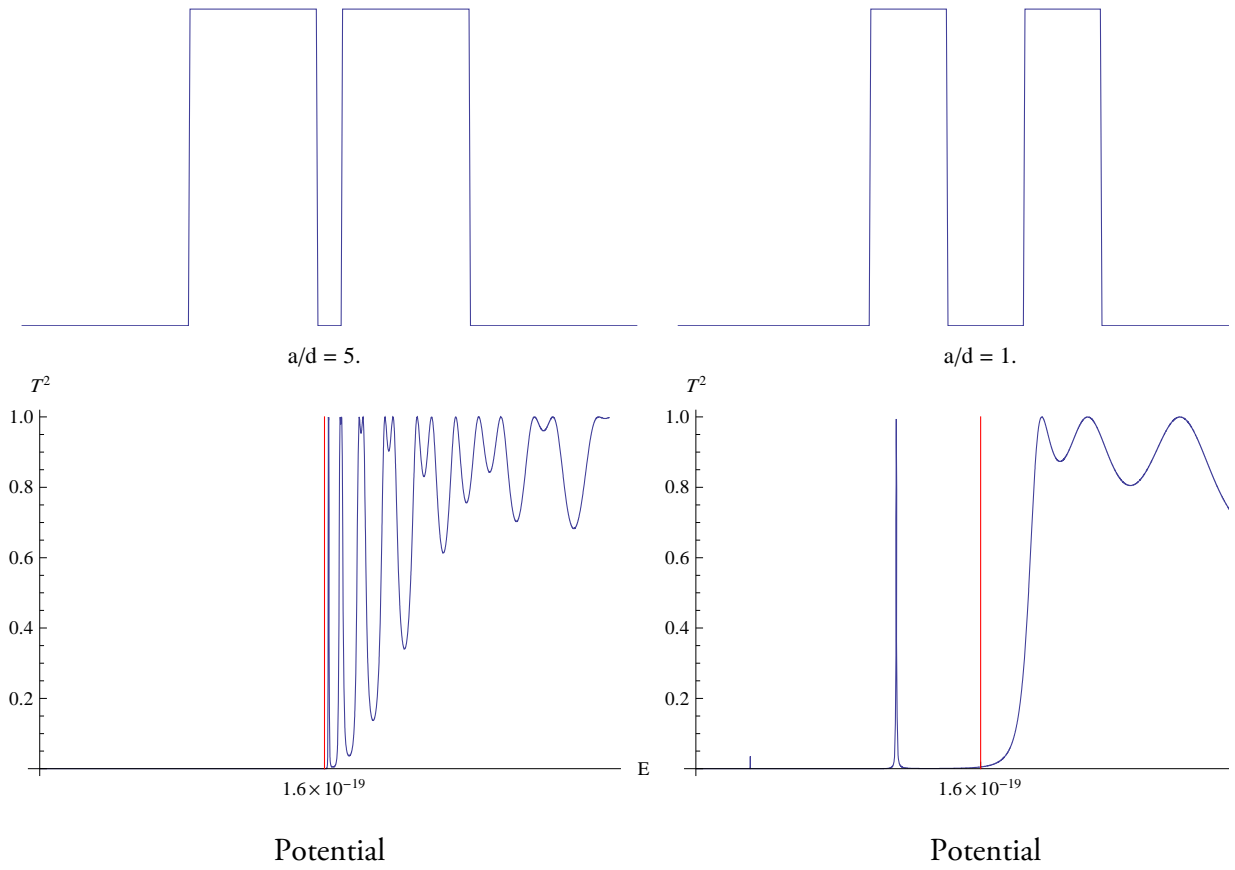 a/d = 5.
a/d = 1.
T²
1.0
0.8
0.6
0.4
0.2
1.6×10⁻¹⁹
E
T²
1.0
0.8
0.6
0.4
0.2
1.6×10⁻¹⁹
Potential
Potential